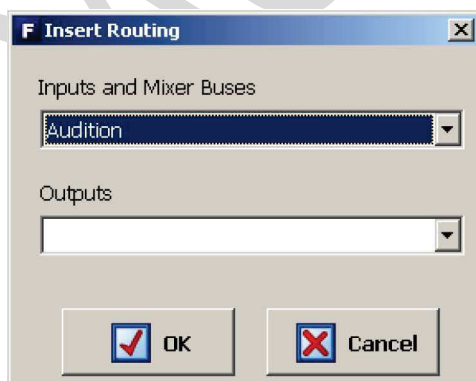 F Insert Routing
Inputs and Mixer Buses
Audition
Outputs
OK
Cancel